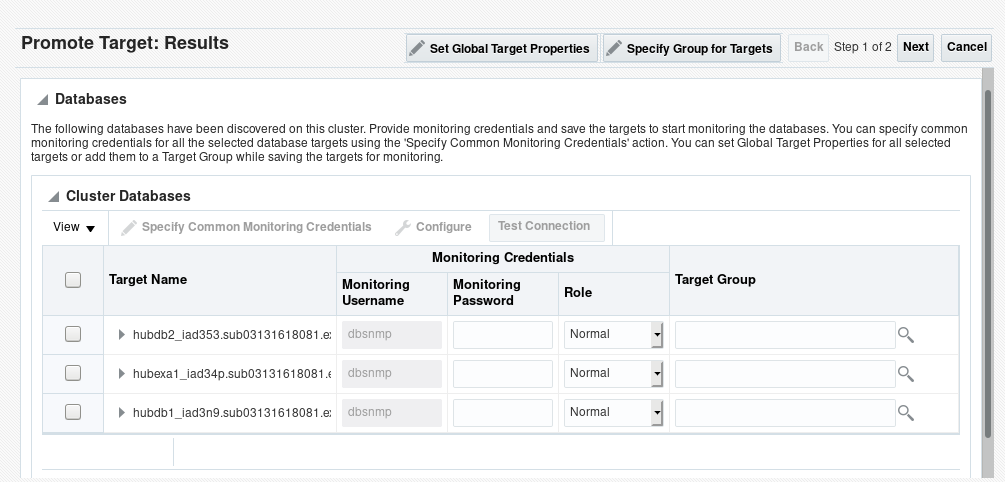 Promote Target: Results
Set Global Target Properties
Specify Group for Targets
Back
Step 1 of 2
Next
Cancel
Databases
The following databases have been discovered on this cluster. Provide monitoring credentials and save the targets to start monitoring the databases. You can specify common
monitoring credentials for all the selected database targets using the 'Specify Common Monitoring Credentials' action. You can set Global Target Properties for all selected
targets or add them to a Target Group while saving the targets for monitoring.
Cluster Databases
View
Specify Common Monitoring Credentials
Configure
Test Connection
Target Name
Monitoring Credentials
Monitoring
Username
Monitoring
Password
Role
Target Group
hubdb2_iad353.sub03131618081.ex
dbsnmp
Normal
hubexa1_iad34p.sub03131618081.e
dbsnmp
Normal
hubdb1_iad3n9.sub03131618081.ex
dbsnmp
Normal